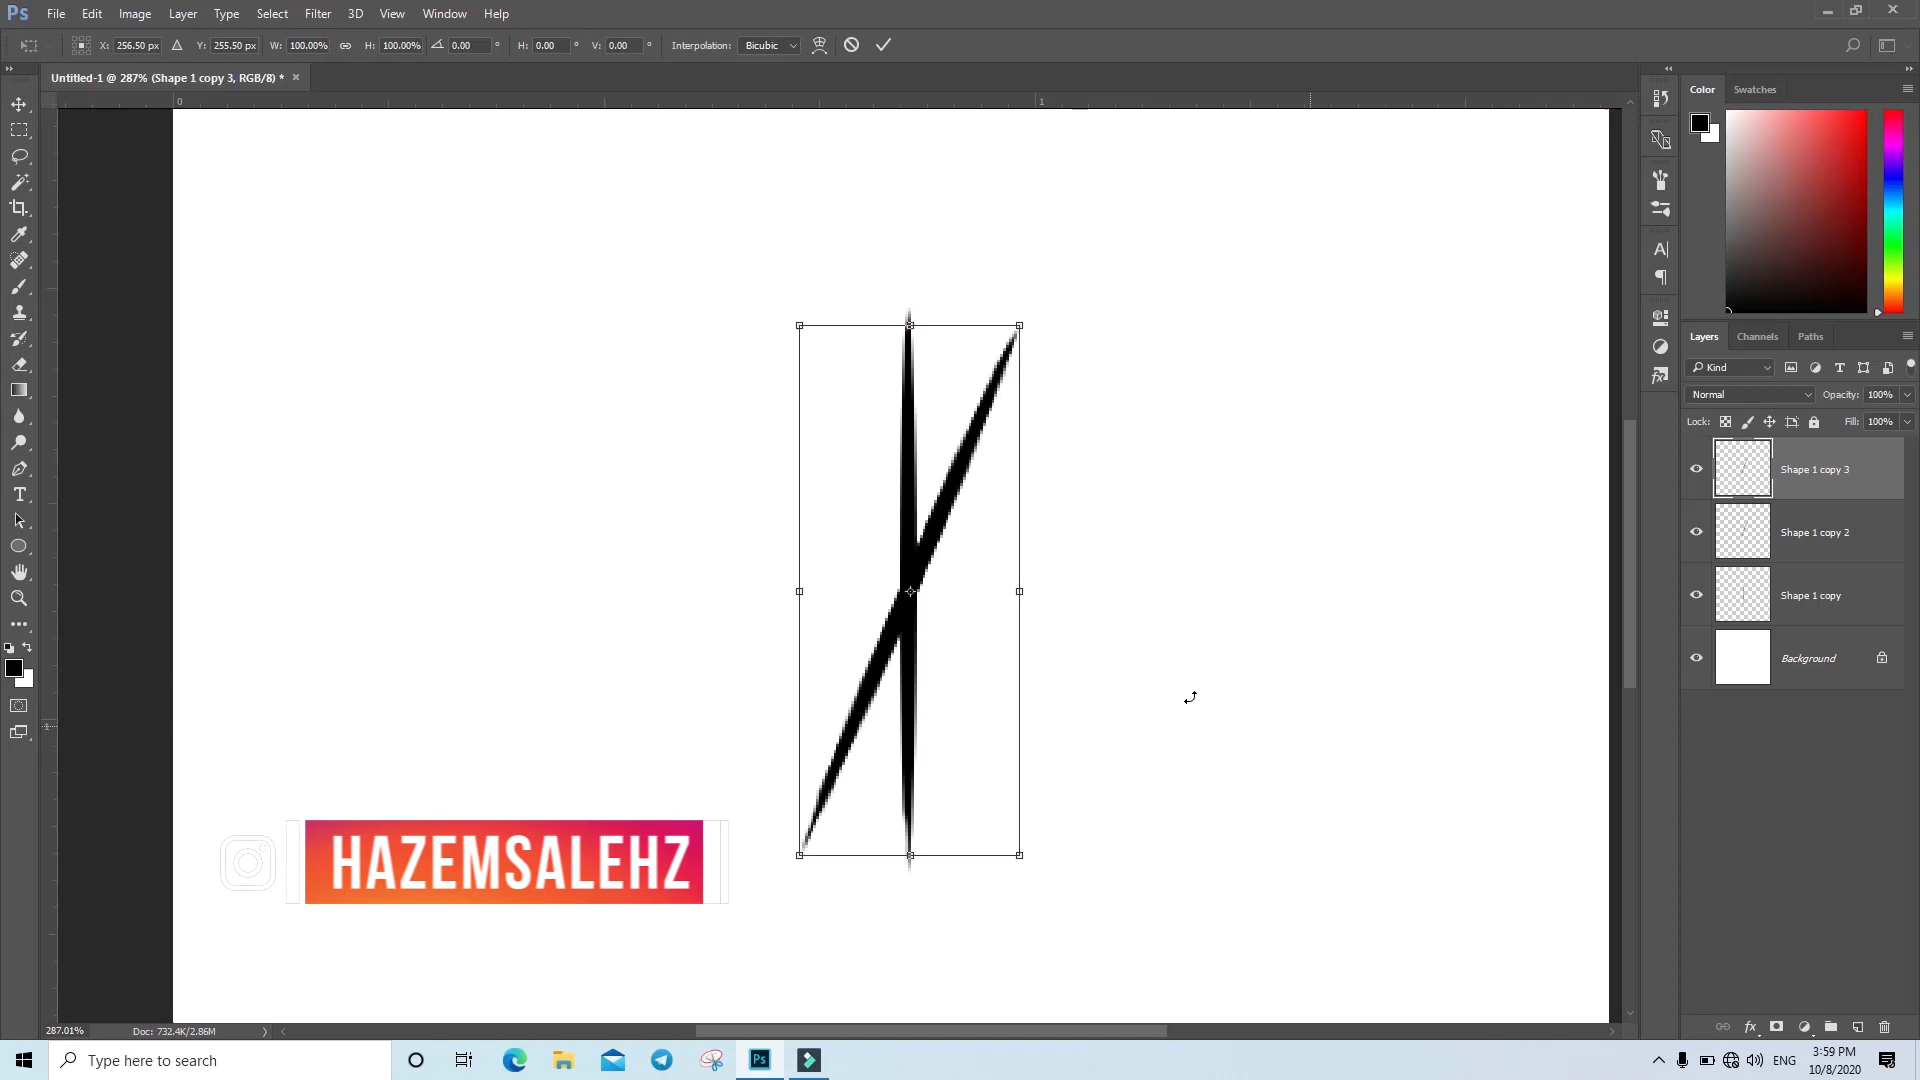 Ps File Edit Image Layer Type Select Filter 3D View Window Help
X: 256.50 px Y: 255.50 px W: 100.00% H: 100.00% 0.00 ° H: 0.00 ° V: 0.00 ° Interpolation: Bicubic
Untitled-1 @ 287% (Shape 1 copy 3, RGB/8) * ×
0 1
Color Swatches
Layers Channels Paths
Kind
Normal Opacity: 100%
Lock: Fill: 100%
Shape 1 copy 3
Shape 1 copy 2
Shape 1 copy
Background
HAZEMSALEHZ
287.01% Doc: 732.4K/2.86M
Type here to search
Ps
ENG
3:59 PM
10/8/2020